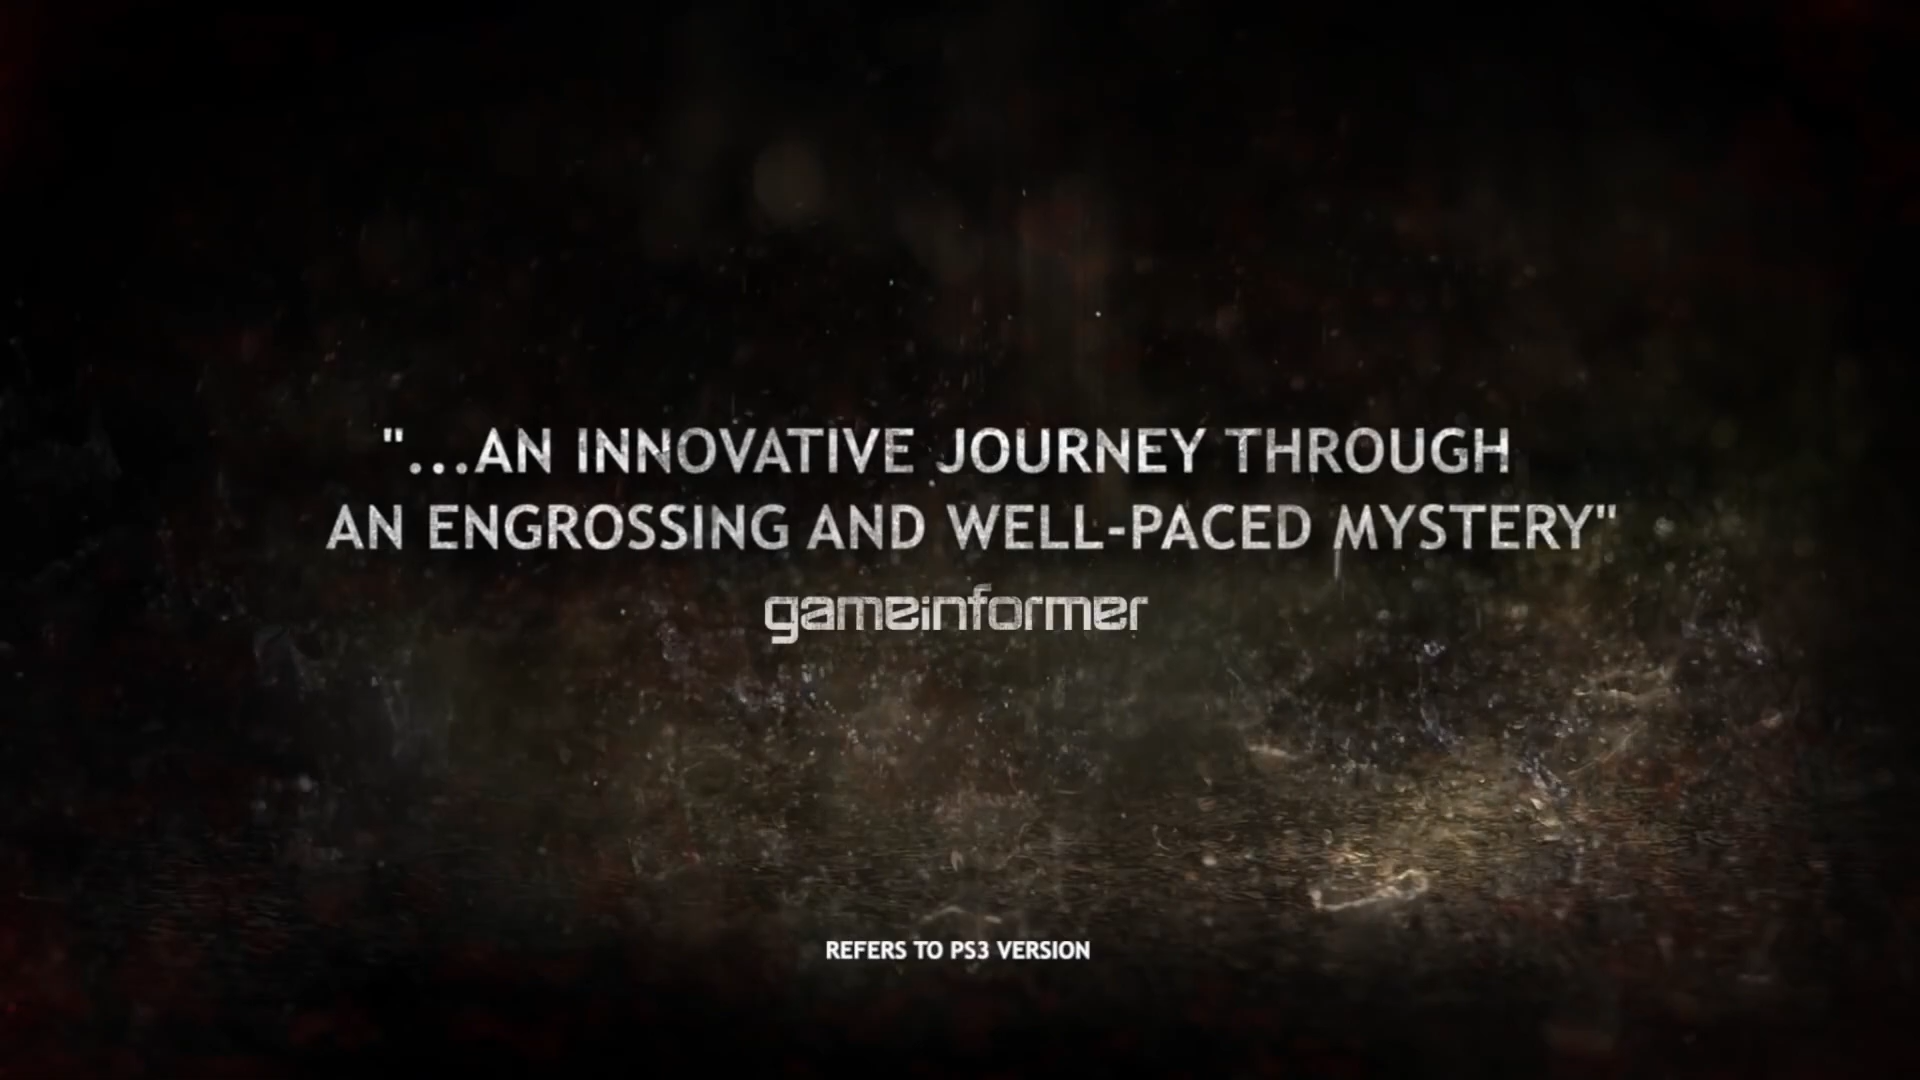 "...AN INNOVATIVE JOURNEY THROUGH
AN ENGROSSING AND WELL-PACED MYSTERY"
gameinformer
REFERS TO PS3 VERSION